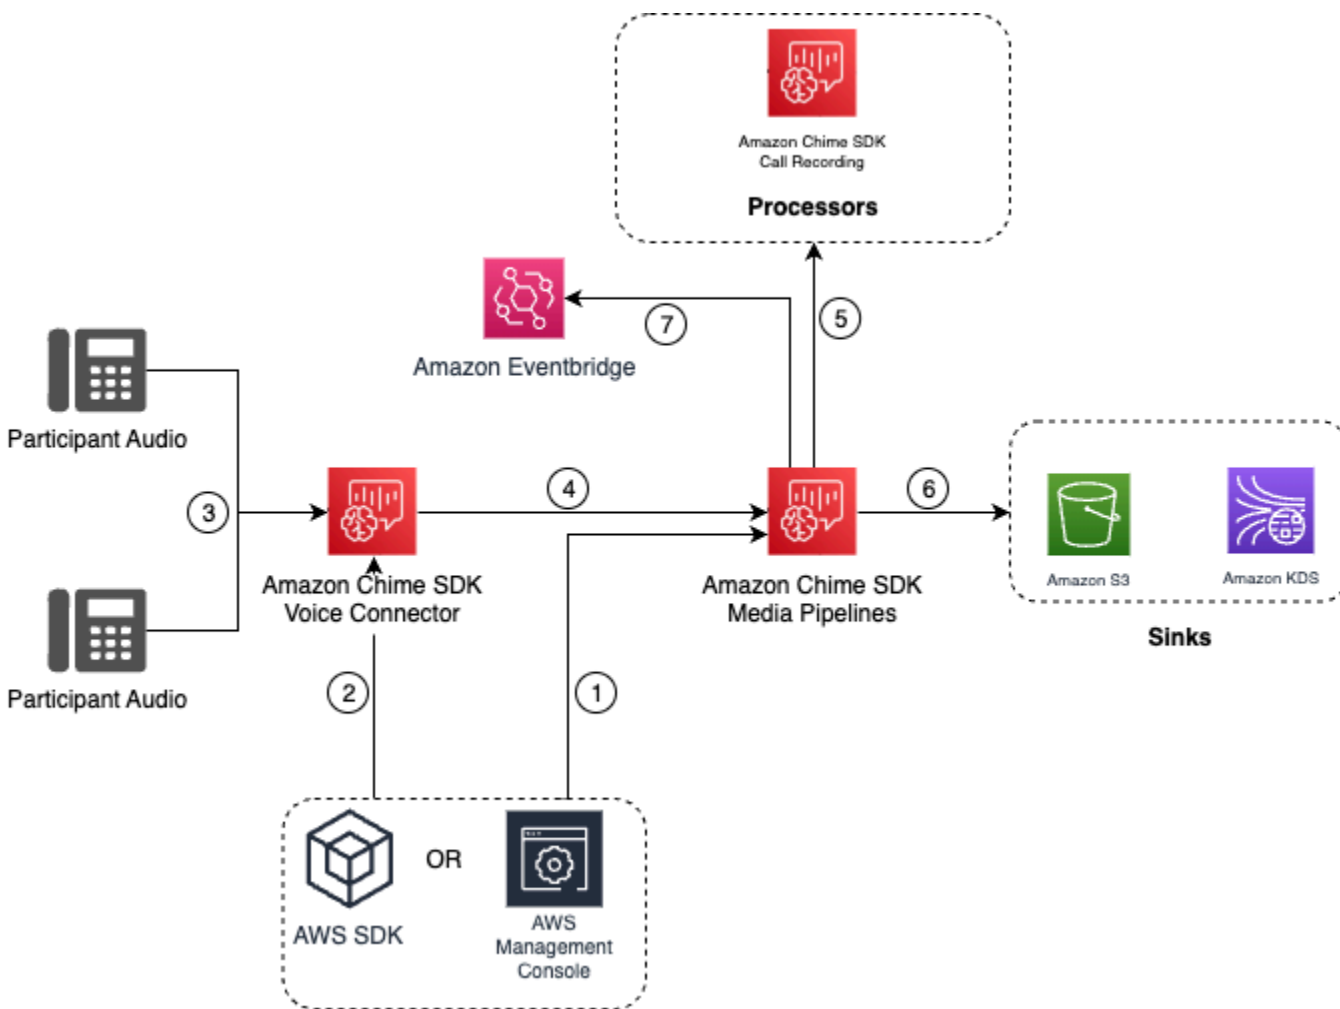 Amazon Chime SDK
Call Recording
Processors
7
5
Amazon Eventbridge
Participant Audio
3
4
6
Amazon Chime SDK
Voice Connector
Amazon Chime SDK
Media Pipelines
Amazon S3
Amazon KDS
Sinks
Participant Audio
2
1
OR
AWS SDK
AWS
Management
Console